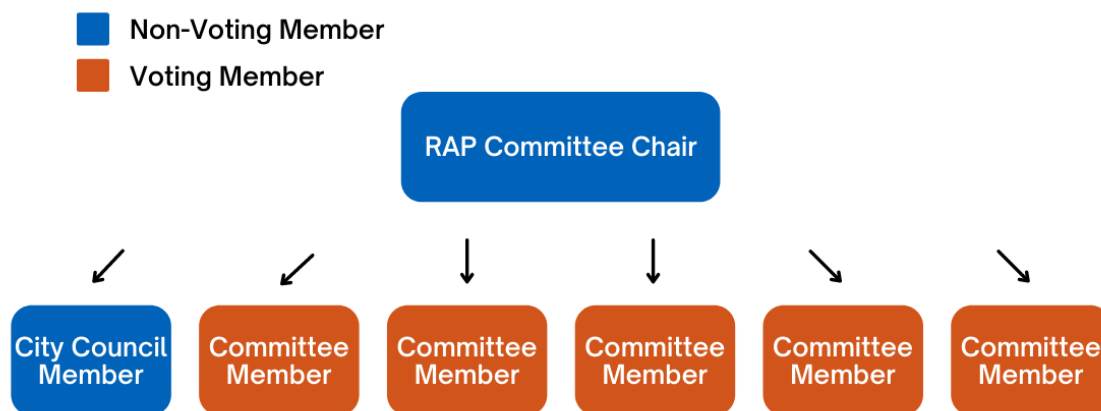 Non-Voting Member
Voting Member
RAP Committee Chair
City Council
Member
Committee
Member
Committee
Member
Committee
Member
Committee
Member
Committee
Member